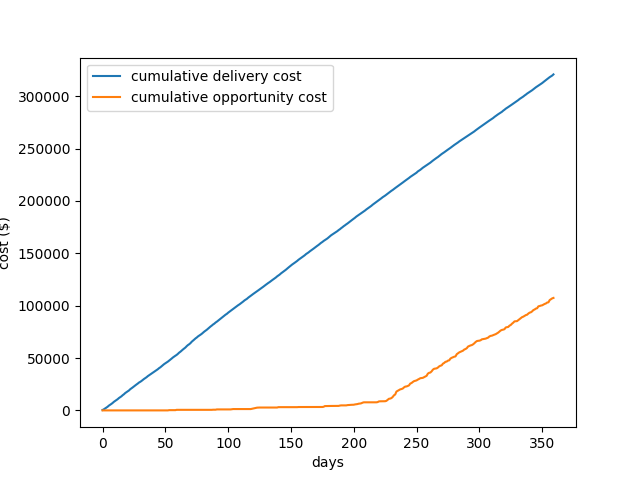 cumulative delivery cost
cumulative opportunity cost
cost ($)
300000
250000
200000
150000
100000
50000
0
0 50 100 150 200 250 300 350
days